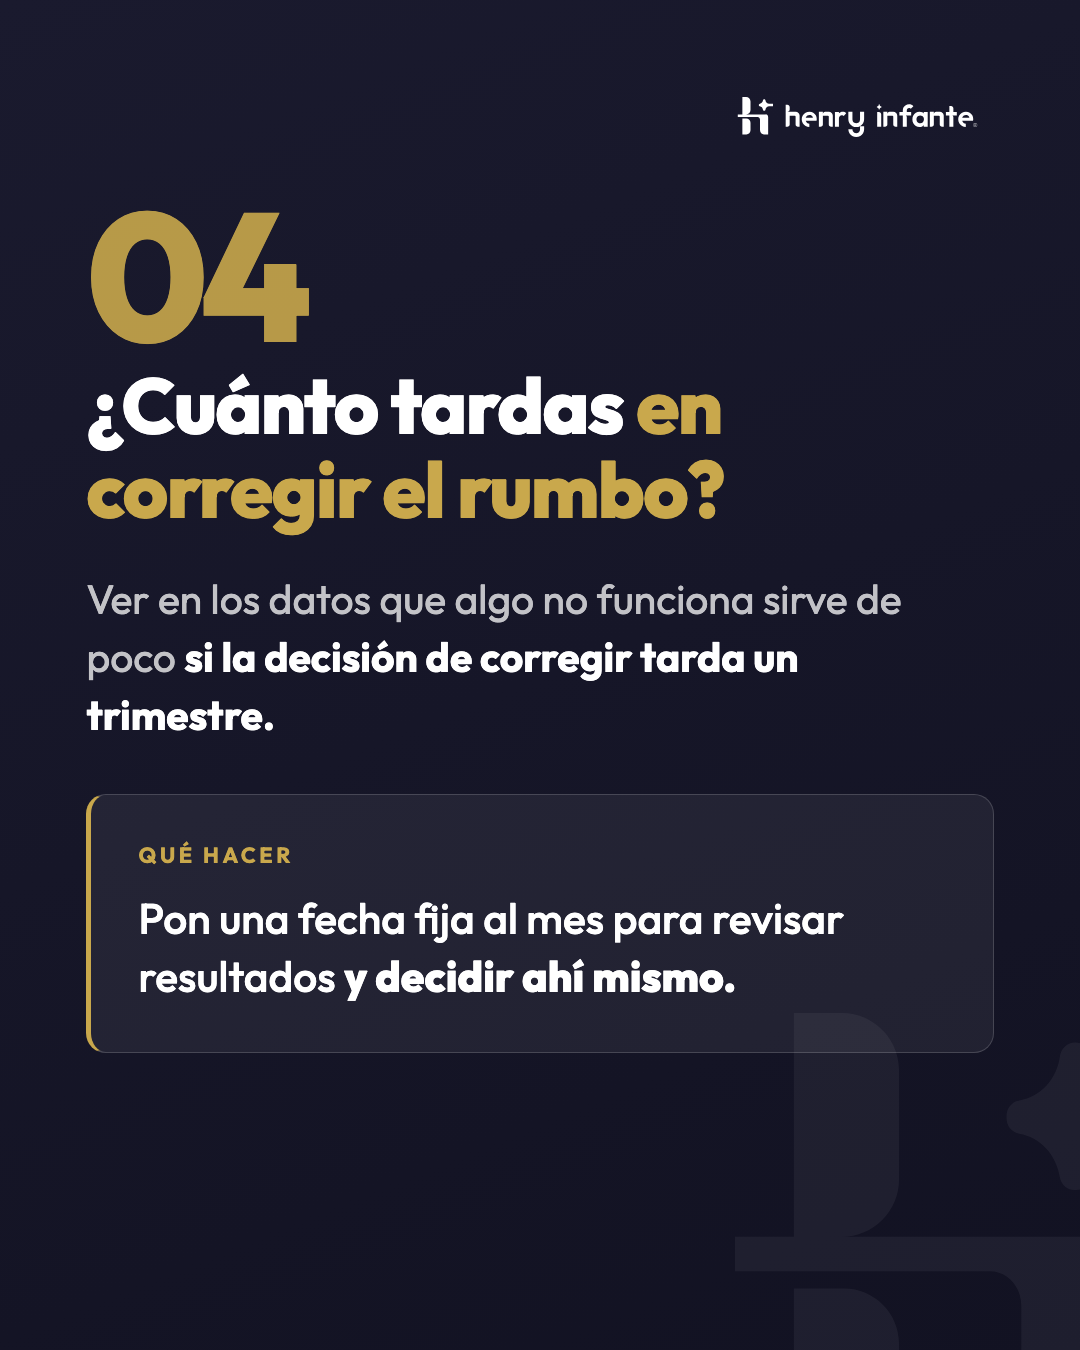 henry infante
04
¿Cuánto tardas en
corregir el rumbo?
Ver en los datos que algo no funciona sirve de
poco si la decisión de corregir tarda un
trimestre.
QUÉ HACER
Pon una fecha fija al mes para revisar
resultados y decidir ahí mismo.